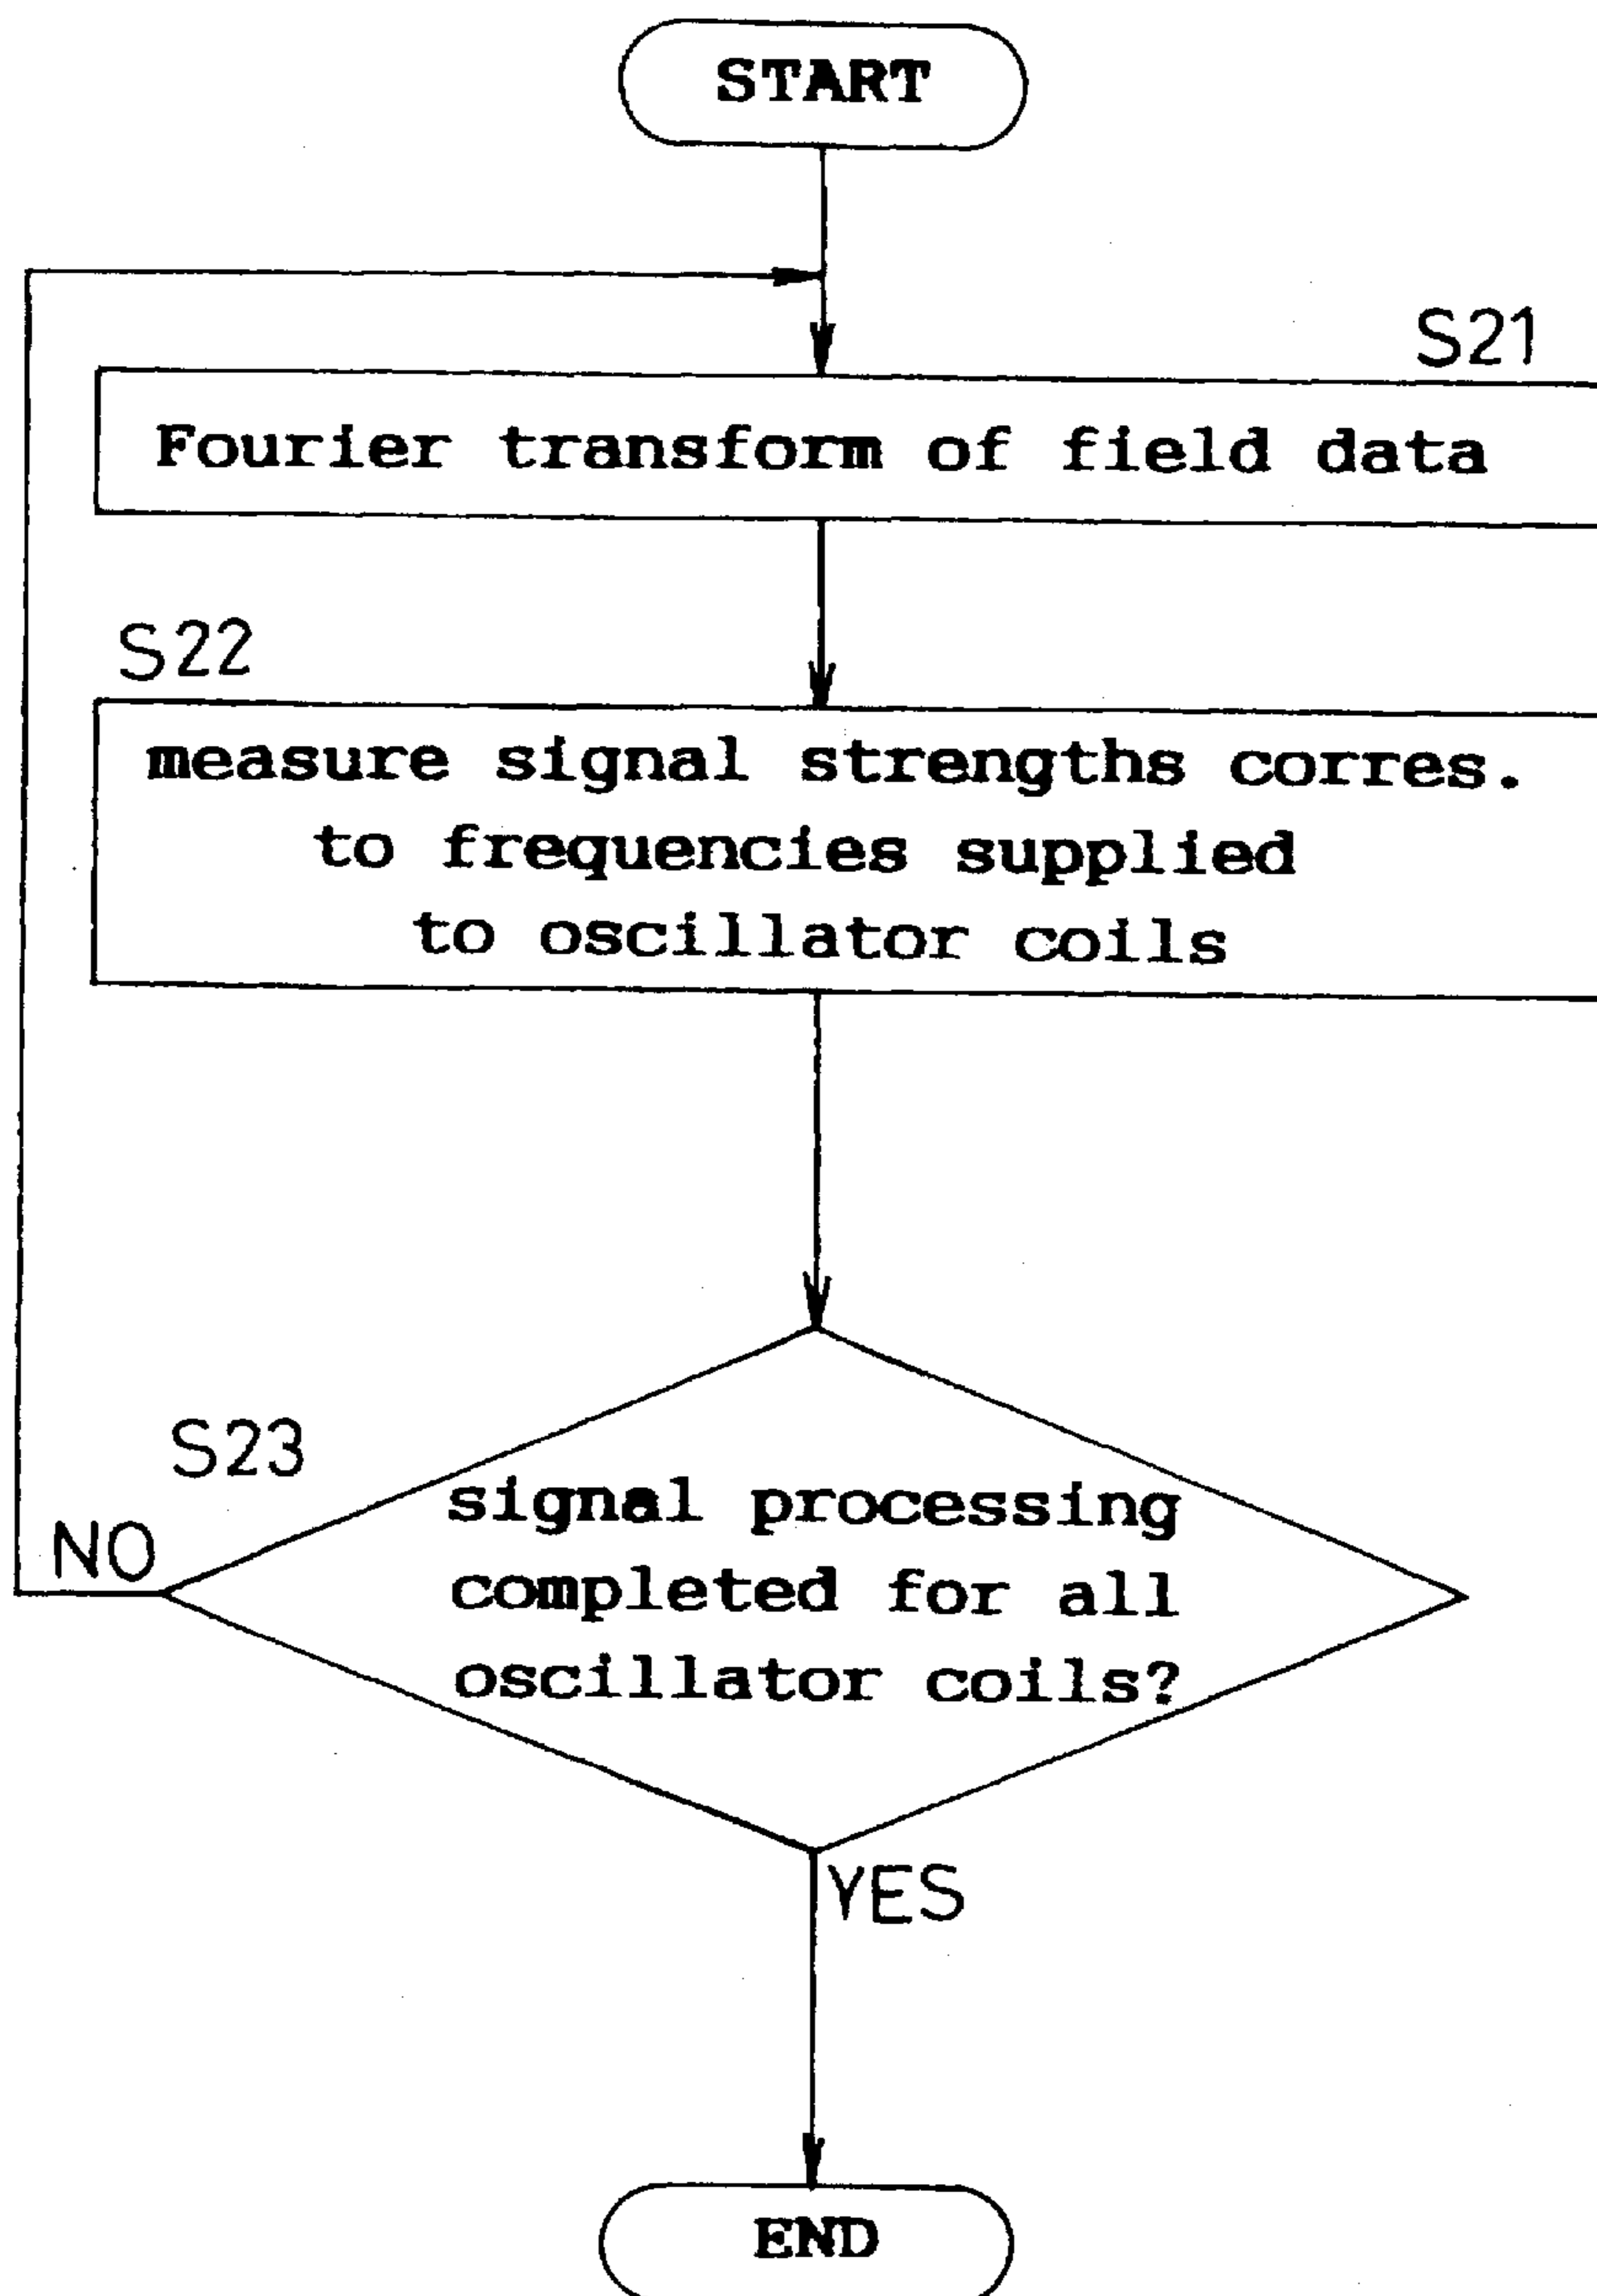 START
S21
Fourier transform of field data
S22
measure signal strengths corres.
to frequencies supplied
to oscillator coils
S23
signal processing
NO
completed for all
oscillator coils?
YES
END